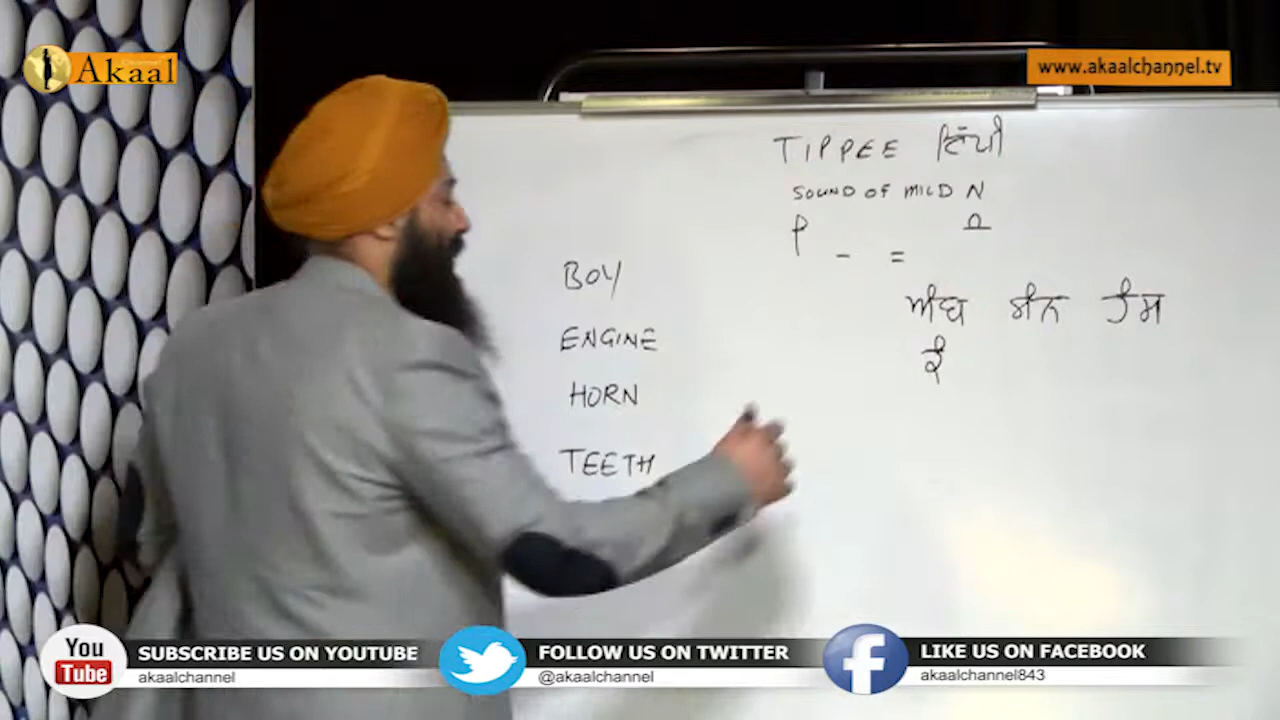 Channel
Akaal
www.akaalchannel.tv
TIPPEE ਟਿੱਪੀ
SOUND OF MILD N
BOY
ENGINE
HORN
TEETH
ਅੰਬ
You
Tube
SUBSCRIBE US ON YOUTUBE
akaalchannel
FOLLOW US ON TWITTER
@akaalchannel
LIKE US ON FACEBOOK
akaalchannel843